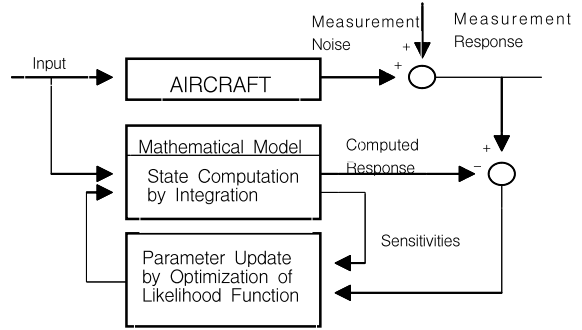 Measurement
Noise
Measurement
Response
+
+
Input
AIRCRAFT
+
−
Mathematical Model
State Computation
by Integration
Computed
Response
Sensitivities
Parameter Update
by Optimization of
Likelihood Function